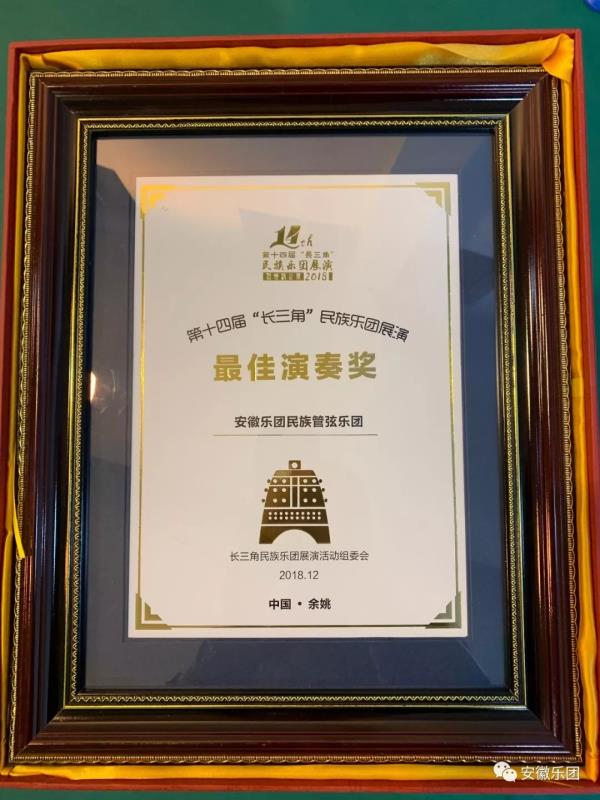 14th
第十四届“長三角”
民族乐团展演
2018
第十四届“长三角”民族乐团展演
最佳演奏奖
安徽乐团民族管弦乐团
长三角民族乐团展演活动组委会
2018.12
中国·余姚
安徽乐团